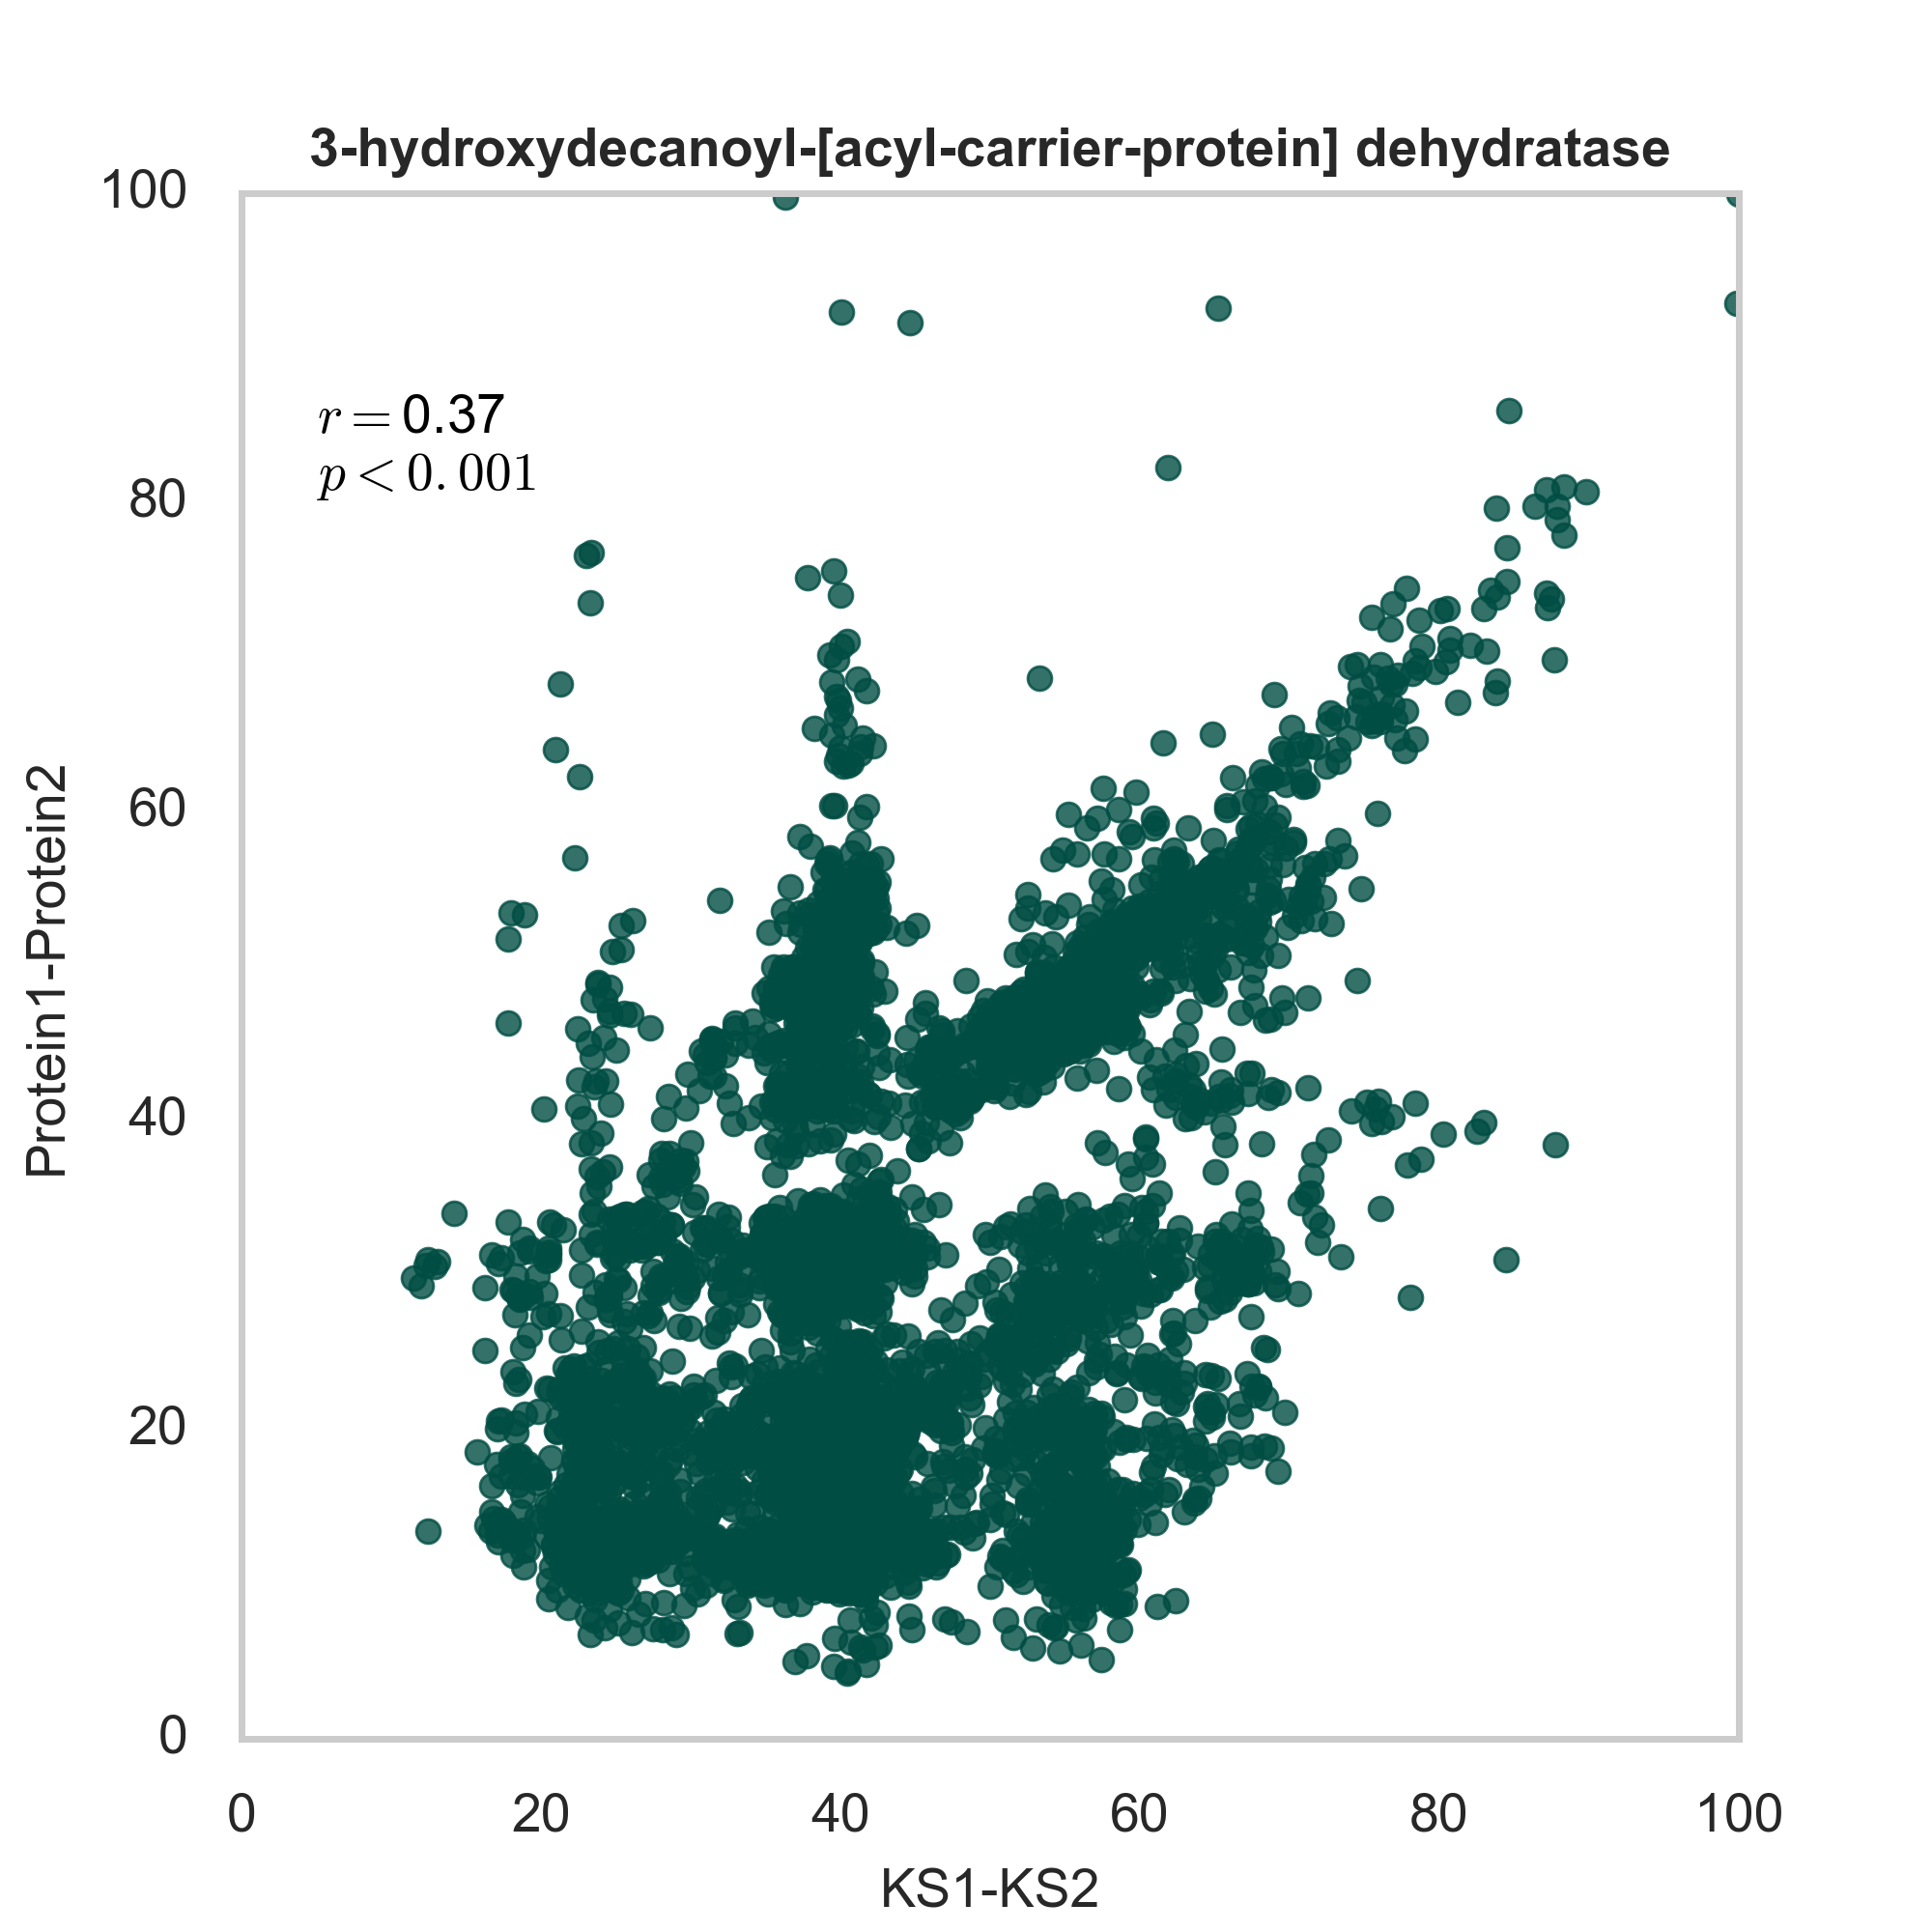 3-hydroxydecanoyl-[acyl-carrier-protein] dehydratase
100
80
60
40
20
0
r = 0.37
p < 0.001
Protein1-Protein2
0 20 40 60 80 100
KS1-KS2